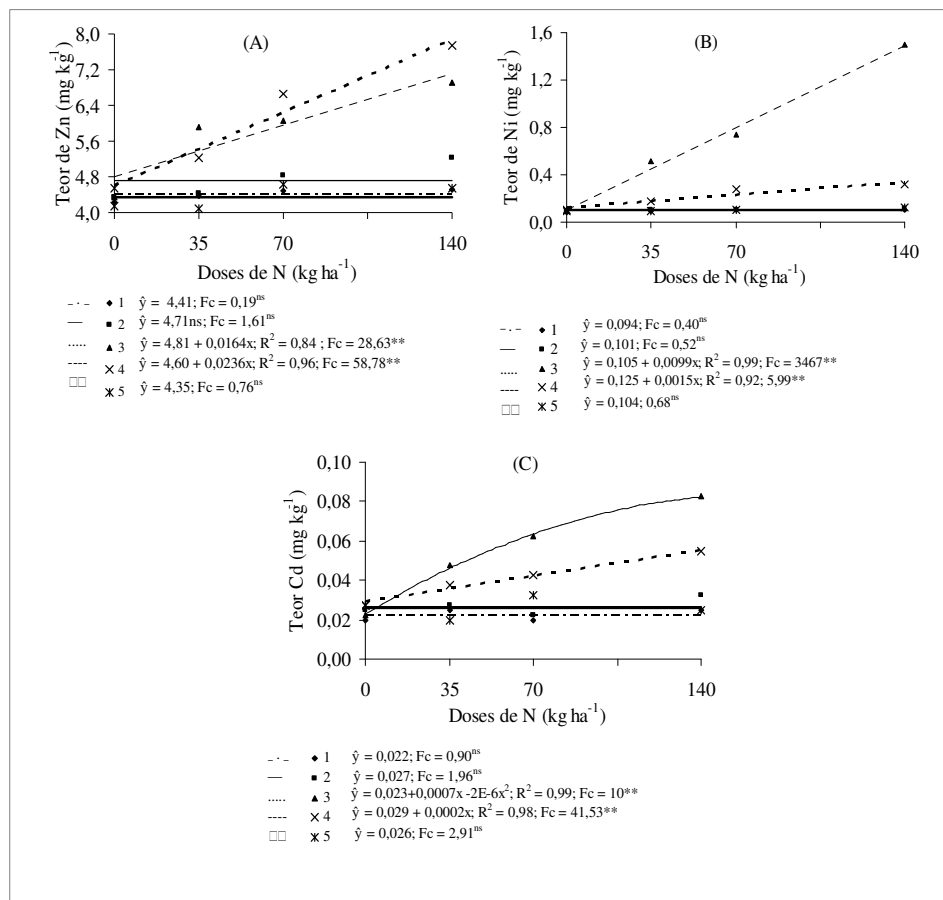 (A)
8,0
7,2
6,4
5,6
4,8
4,0
Teor de Zn (mg kg⁻¹)
0 35 70 140
Doses de N (kg ha⁻¹)
1 ŷ = 4,41; Fc = 0,19ⁿˢ
2 ŷ = 4,71ns; Fc = 1,61ⁿˢ
3 ŷ = 4,81 + 0,0164x; R² = 0,84 ; Fc = 28,63**
4 ŷ = 4,60 + 0,0236x; R² = 0,96; Fc = 58,78**
5 ŷ = 4,35; Fc = 0,76ⁿˢ
(B)
1,6
1,2
0,8
0,4
0,0
Teor de Ni (mg kg⁻¹)
0 35 70 140
Doses de N (kg ha⁻¹)
1 ŷ = 0,094; Fc = 0,40ⁿˢ
2 ŷ = 0,101; Fc = 0,52ⁿˢ
3 ŷ = 0,105 + 0,0099x; R² = 0,99; Fc = 3467**
4 ŷ = 0,125 + 0,0015x; R² = 0,92; 5,99**
5 ŷ = 0,104; 0,68ⁿˢ
(C)
0,10
0,08
0,06
0,04
0,02
0,00
Teor Cd (mg kg⁻¹)
0 35 70 140
Doses de N (kg ha⁻¹)
1 ŷ = 0,022; Fc = 0,90ⁿˢ
2 ŷ = 0,027; Fc = 1,96ⁿˢ
3 ŷ = 0,023+0,0007x -2E-6x²; R² = 0,99; Fc = 10**
4 ŷ = 0,029 + 0,0002x; R² = 0,98; Fc = 41,53**
5 ŷ = 0,026; Fc = 2,91ⁿˢ